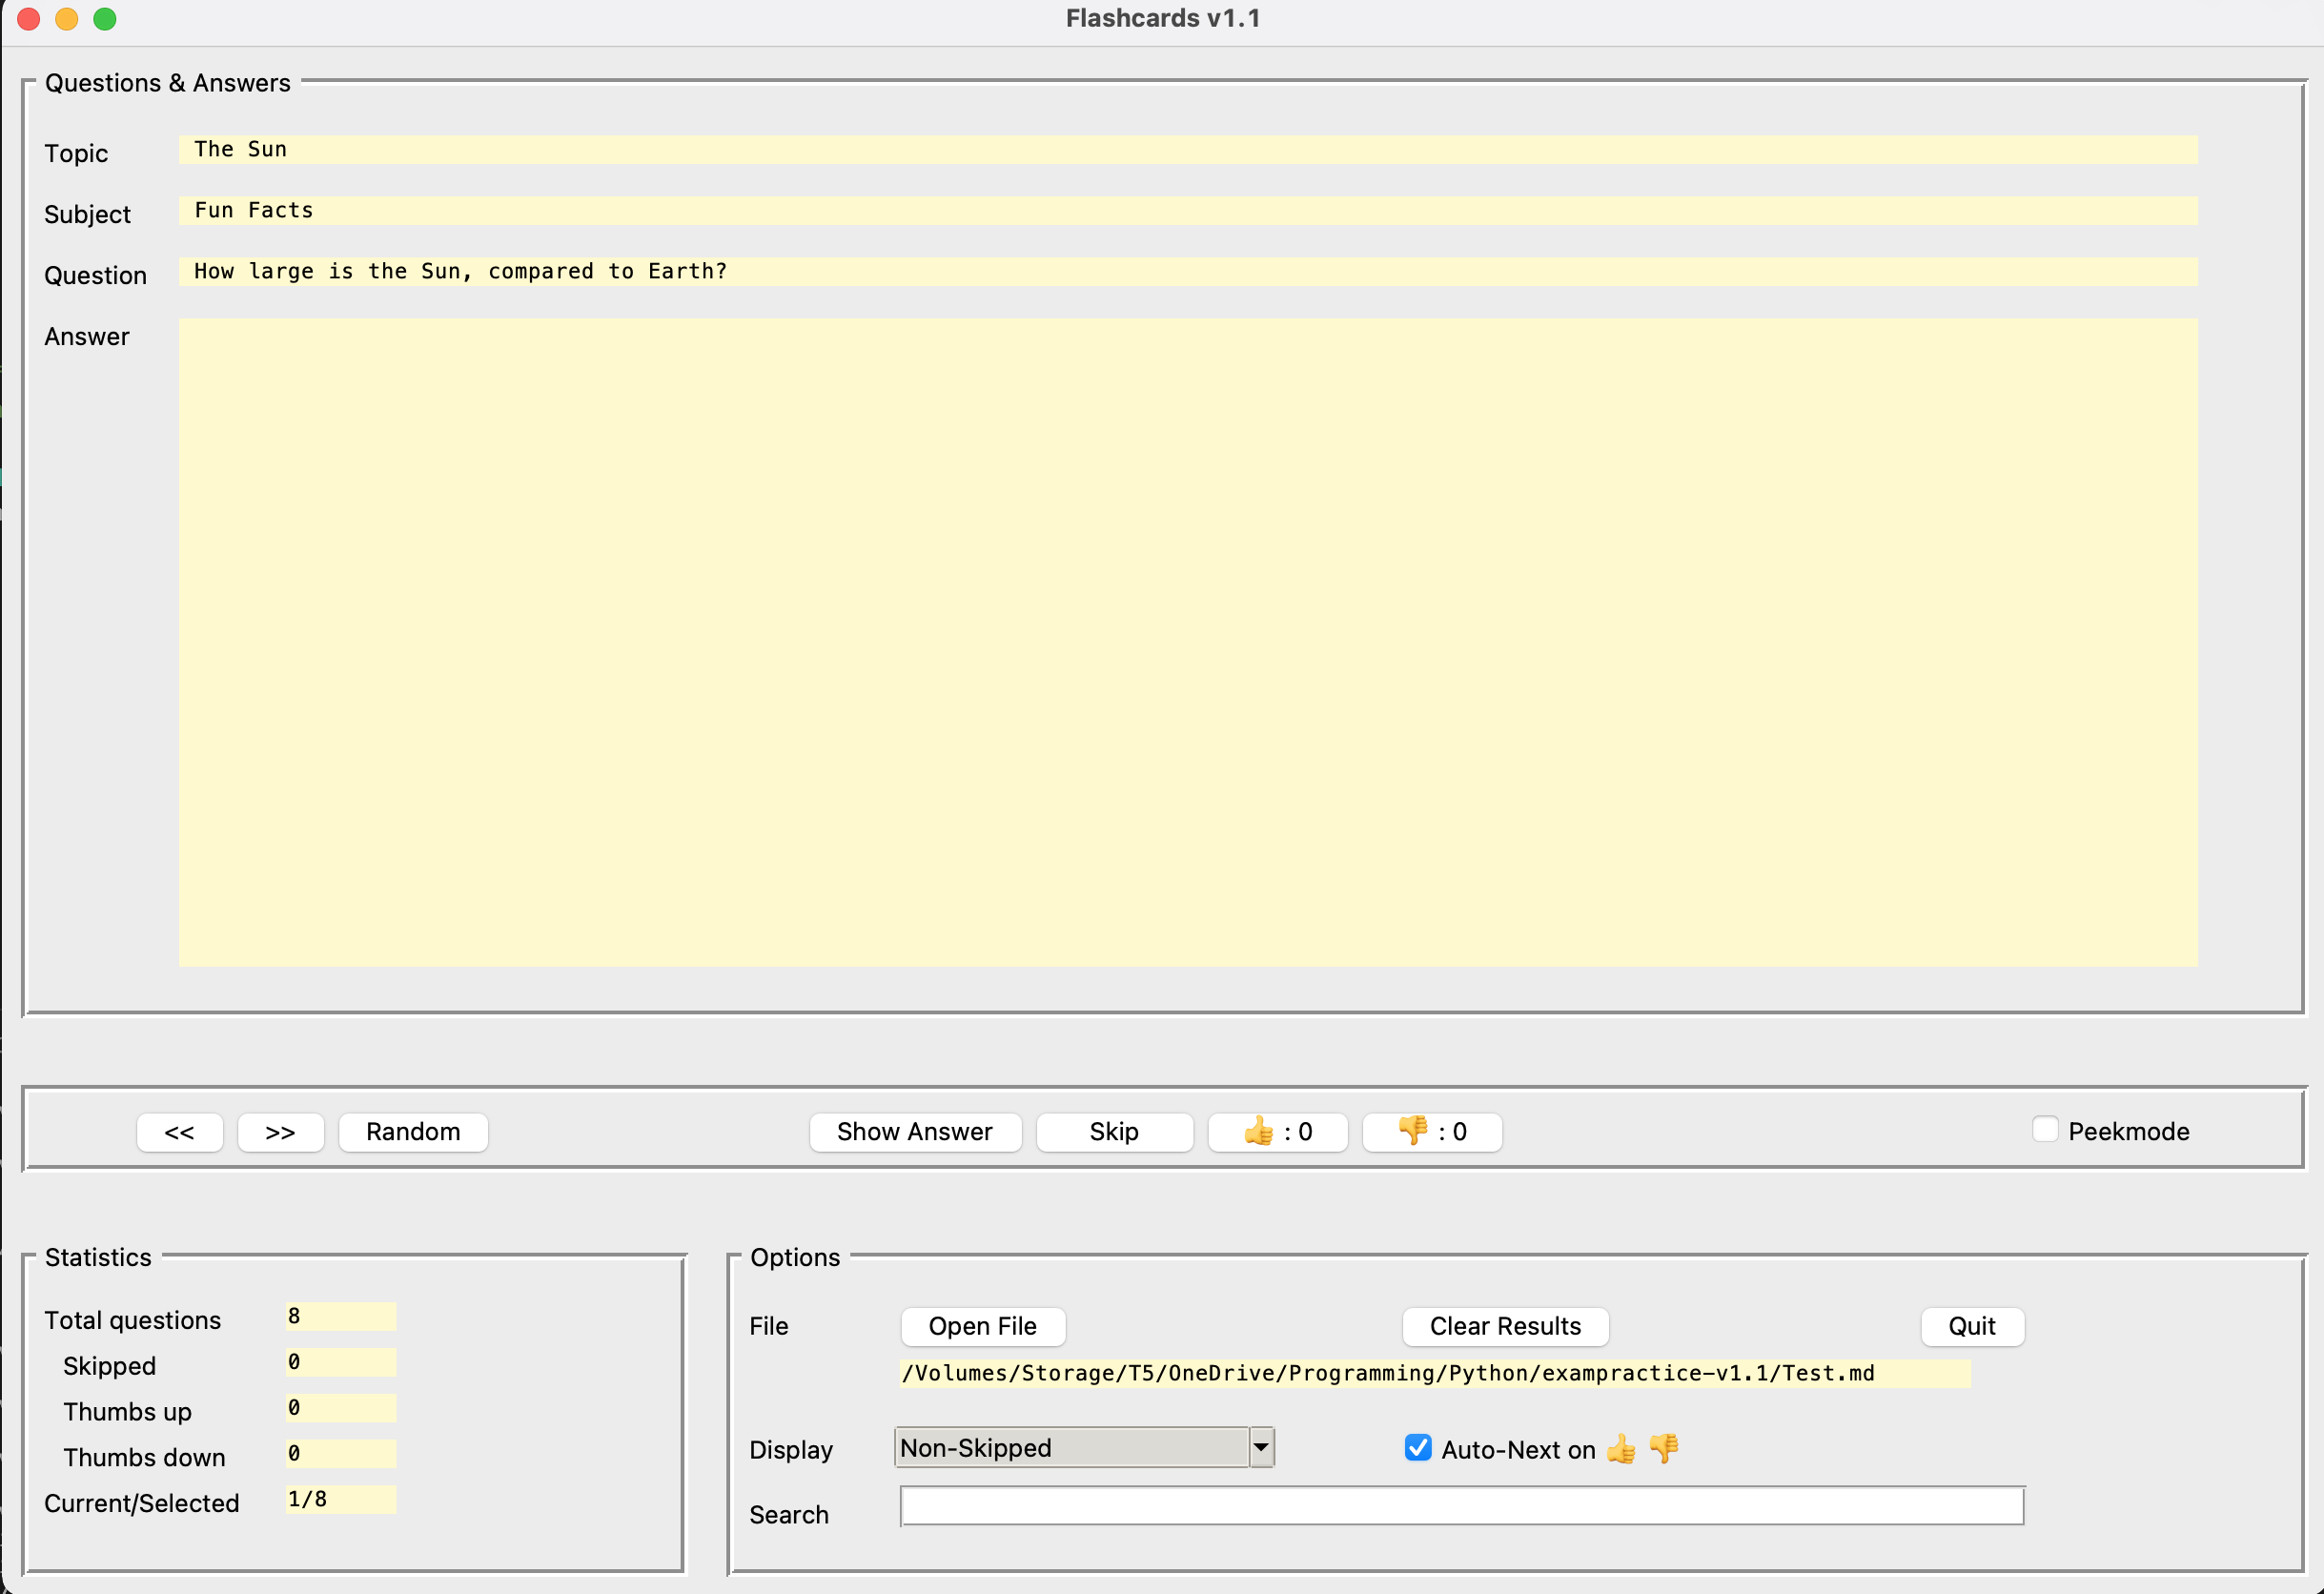 Flashcards v1.1
Questions & Answers
Topic The Sun
Subject Fun Facts
Question How large is the Sun, compared to Earth?
Answer
<< >> Random Show Answer Skip 👍 : 0 👎 : 0 Peekmode
Statistics
Total questions 8
Skipped 0
Thumbs up 0
Thumbs down 0
Current/Selected 1/8
Options
File Open File Clear Results Quit
/Volumes/Storage/T5/OneDrive/Programming/Python/exampractice-v1.1/Test.md
Display Non-Skipped Auto-Next on 👍 👎
Search